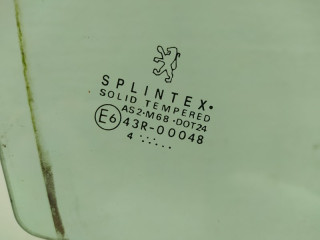 SPLINTEX•
SOLID TEMPERED
AS2·M68·DOT24
E6 43R-00048
4